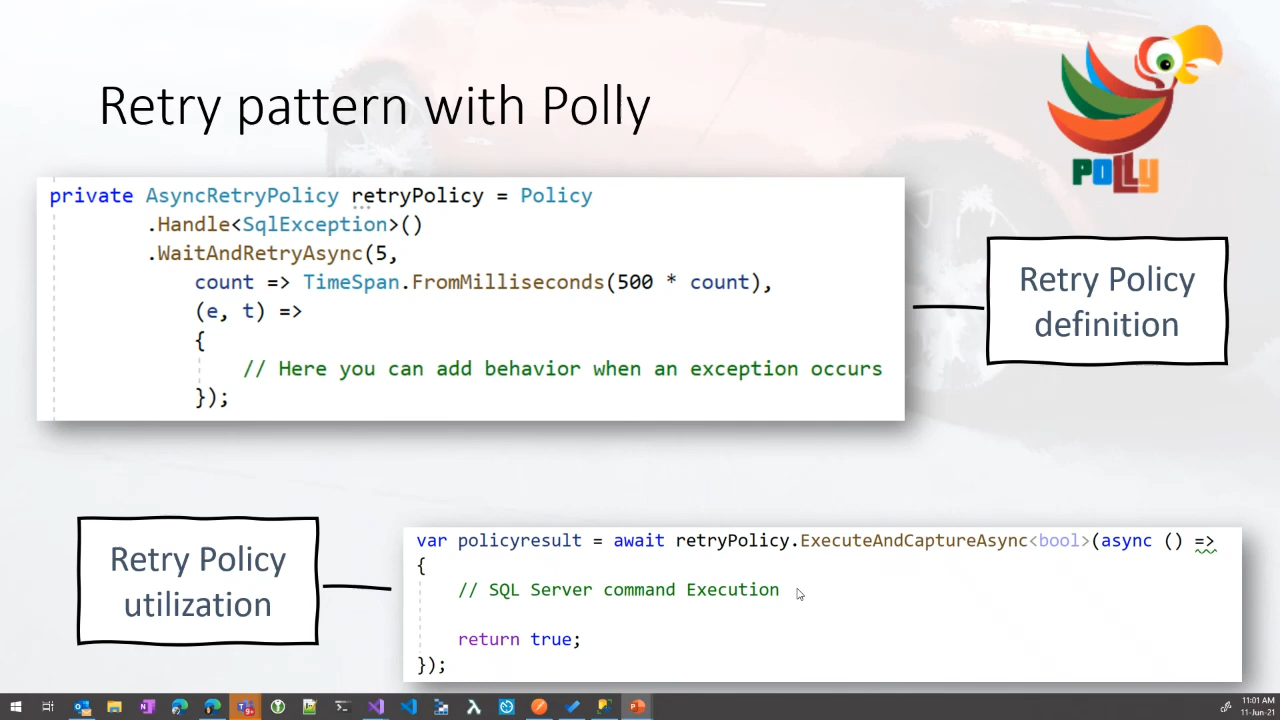 Retry pattern with Polly
POLLY
private AsyncRetryPolicy retryPolicy = Policy
.Handle<SqlException>()
.WaitAndRetryAsync(5,
count => TimeSpan.FromMilliseconds(500 * count),
(e, t) =>
{
// Here you can add behavior when an exception occurs
});
Retry Policy
definition
Retry Policy
utilization
var policyresult = await retryPolicy.ExecuteAndCaptureAsync<bool>(async () =>
{
// SQL Server command Execution
return true;
});
11:01 AM
11-Jun-21